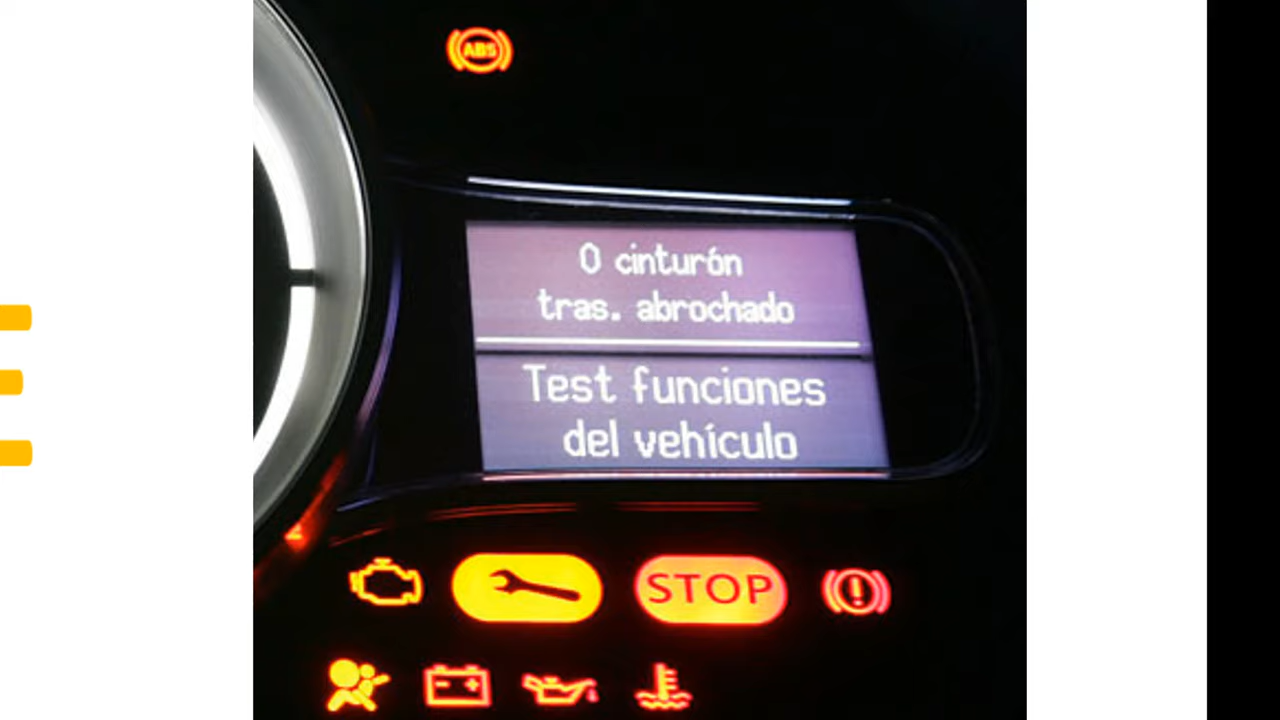 ABS
0 cinturón
tras. abrochado
Test funciones
del vehículo
STOP